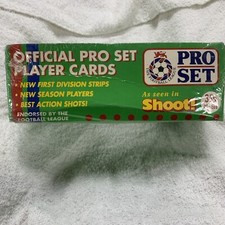 OFFICIAL PRO SET
PLAYER CARDS
• NEW FIRST DIVISION STRIPS
• NEW SEASON PLAYERS
• BEST ACTION SHOTS!
ENDORSED BY THE
FOOTBALL LEAGUE
PRO
SET
As seen in
Shoot!